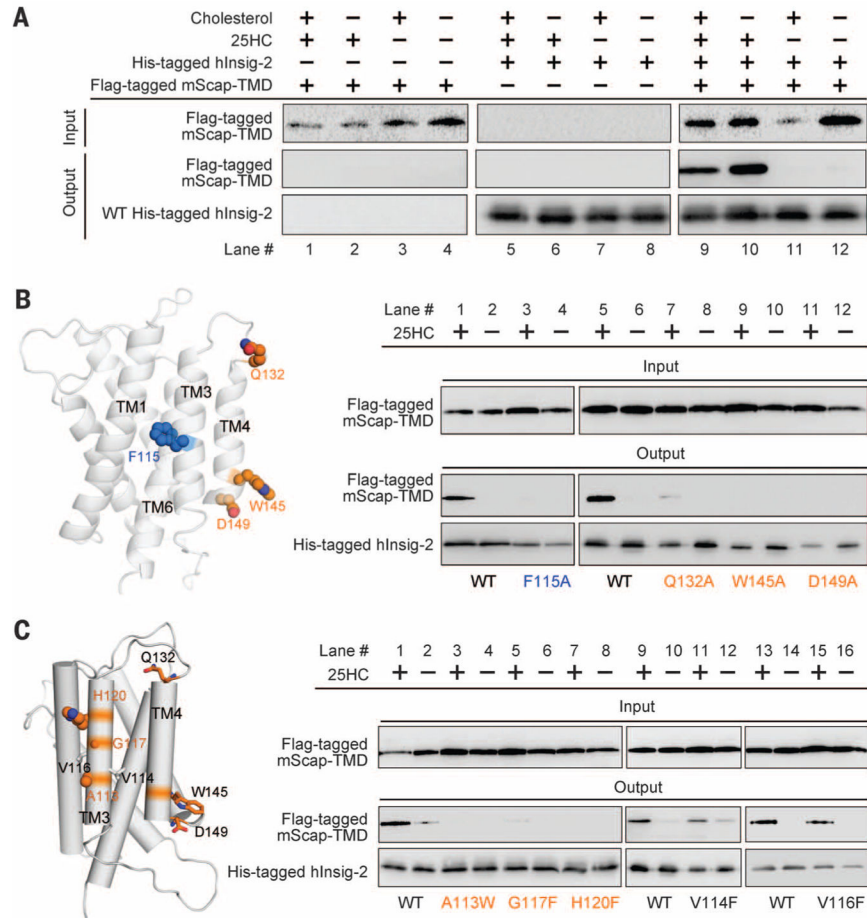 A
Cholesterol + − + − + − + − + − + −
25HC + + − − + + − − + + − −
His-tagged hInsig-2 − − − − + + + + + + + +
Flag-tagged mScap-TMD + + + + − − − − + + + +
Input
Flag-tagged
mScap-TMD
Output
Flag-tagged
mScap-TMD
WT His-tagged hInsig-2
Lane # 1 2 3 4 5 6 7 8 9 10 11 12
B
Q132
TM3
TM1
TM4
F115
W145
TM6
D149
Lane # 1 2 3 4 5 6 7 8 9 10 11 12
25HC + − + − + − + − + − + −
Input
Flag-tagged
mScap-TMD
Output
Flag-tagged
mScap-TMD
His-tagged hInsig-2
WT F115A WT Q132A W145A D149A
C
Q132
H120
TM4
G117
V116 V114
A113
W145
TM3
D149
Lane # 1 2 3 4 5 6 7 8 9 10 11 12 13 14 15 16
25HC + − + − + − + − + − + − + − + −
Input
Flag-tagged
mScap-TMD
Output
Flag-tagged
mScap-TMD
His-tagged hInsig-2
WT A113W G117F H120F WT V114F WT V116F